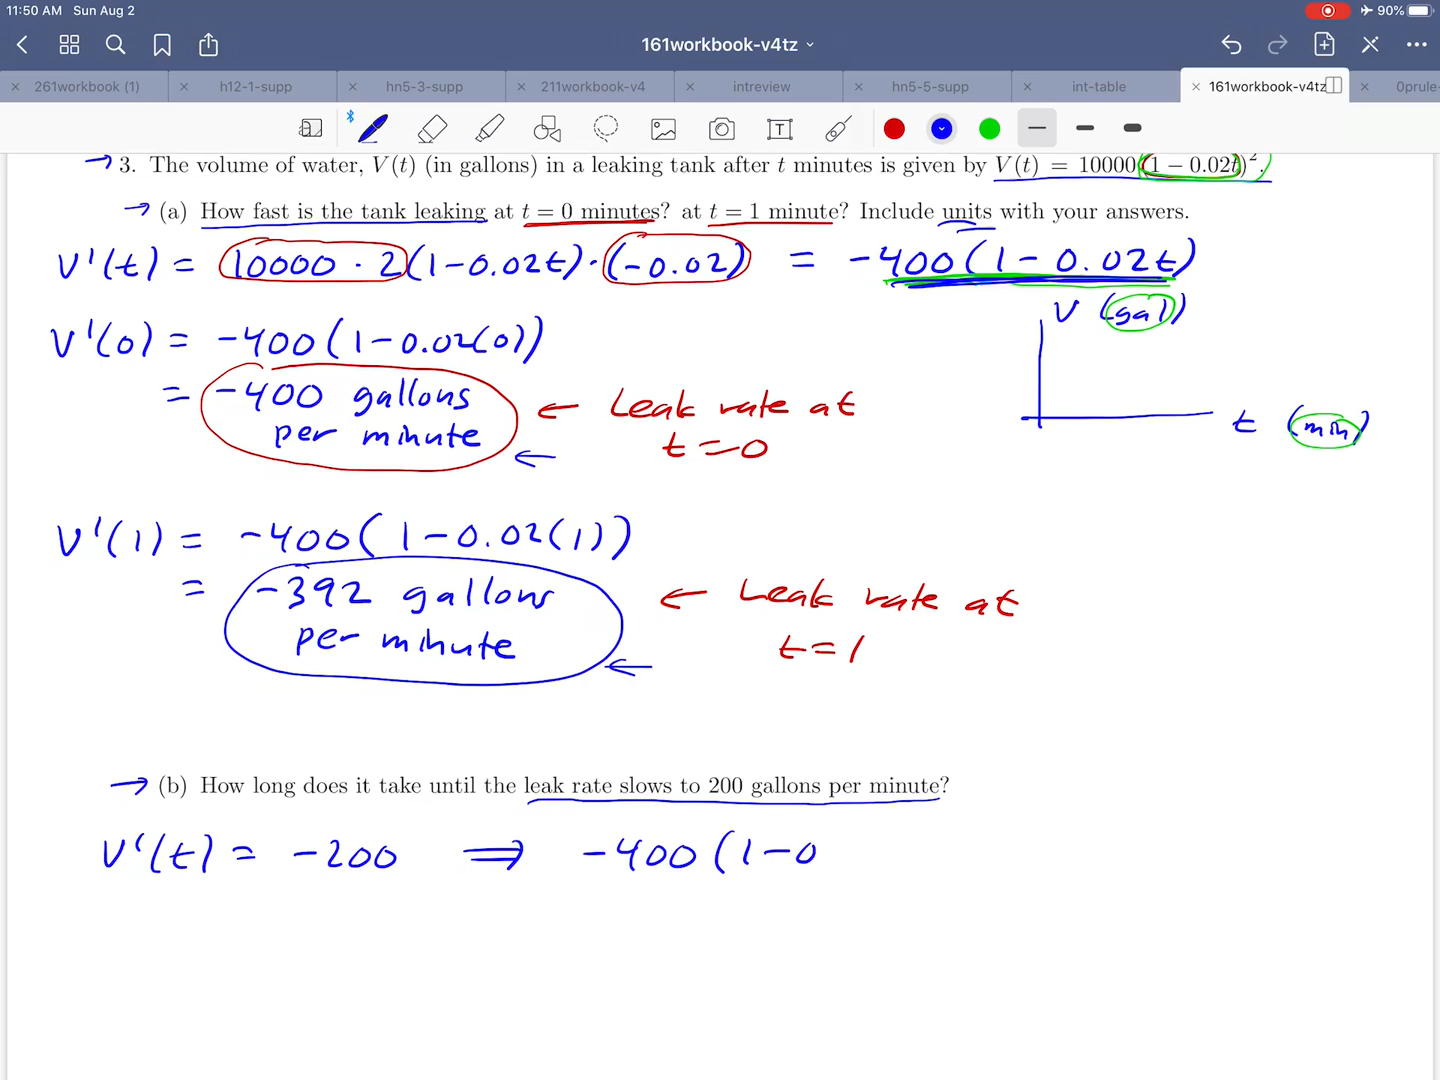 11:50 AM Sun Aug 2
90%
161workbook-v4tz
261workbook (1)
h12-1-supp
hn5-3-supp
211workbook-v4
intreview
hn5-5-supp
int-table
161workbook-v4tz
0prule-
T
3. The volume of water, V(t) (in gallons) in a leaking tank after t minutes is given by V(t) = 10000(1 − 0.02t)².
(a) How fast is the tank leaking at t = 0 minutes? at t = 1 minute? Include units with your answers.
V'(t) = 10000 · 2(1−0.02t)·(−0.02) = −400(1−0.02t)
V (gal)
t (min)
V'(0) = −400(1−0.02(0))
= −400 gallons
per minute
← Leak rate at
t=0
V'(1) = −400(1−0.02(1))
= −392 gallons
per minute
← Leak rate at
t=1
(b) How long does it take until the leak rate slows to 200 gallons per minute?
V'(t) = −200 ⟹ −400(1−0